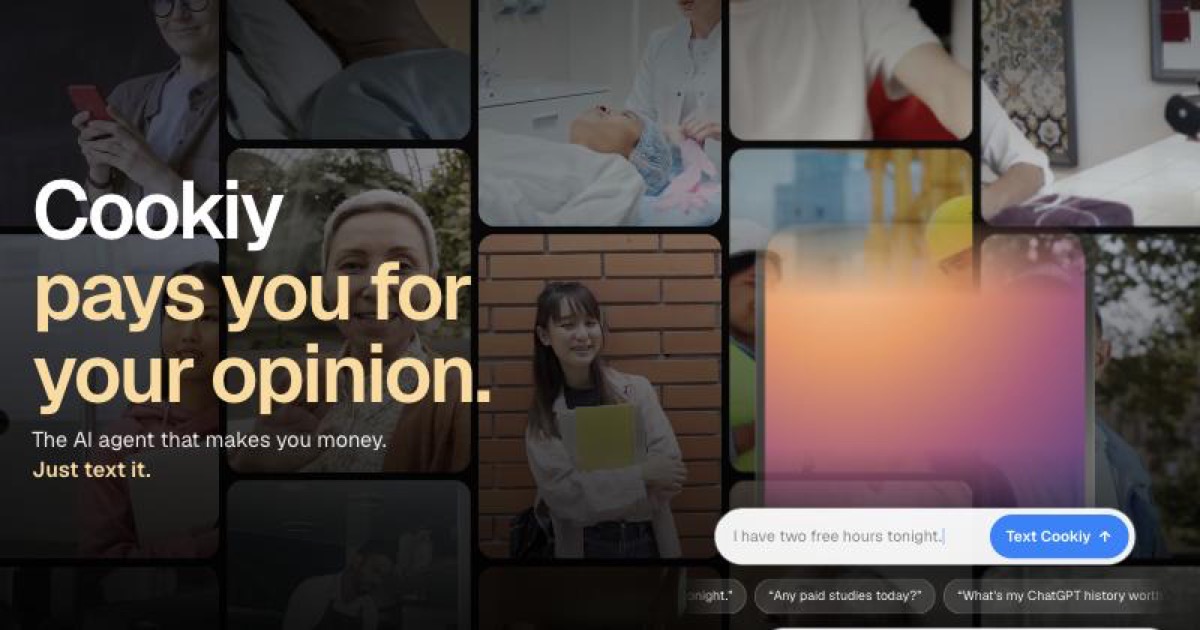 Cookiy
pays you for
your opinion.
The AI agent that makes you money.
Just text it.
I have two free hours tonight.
Text Cookiy ↑
onight."
"Any paid studies today?"
"What's my ChatGPT history worth